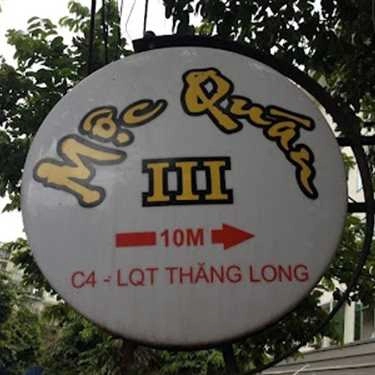 Mộc Quán
III
10M
C4 - LQT THĂNG LONG